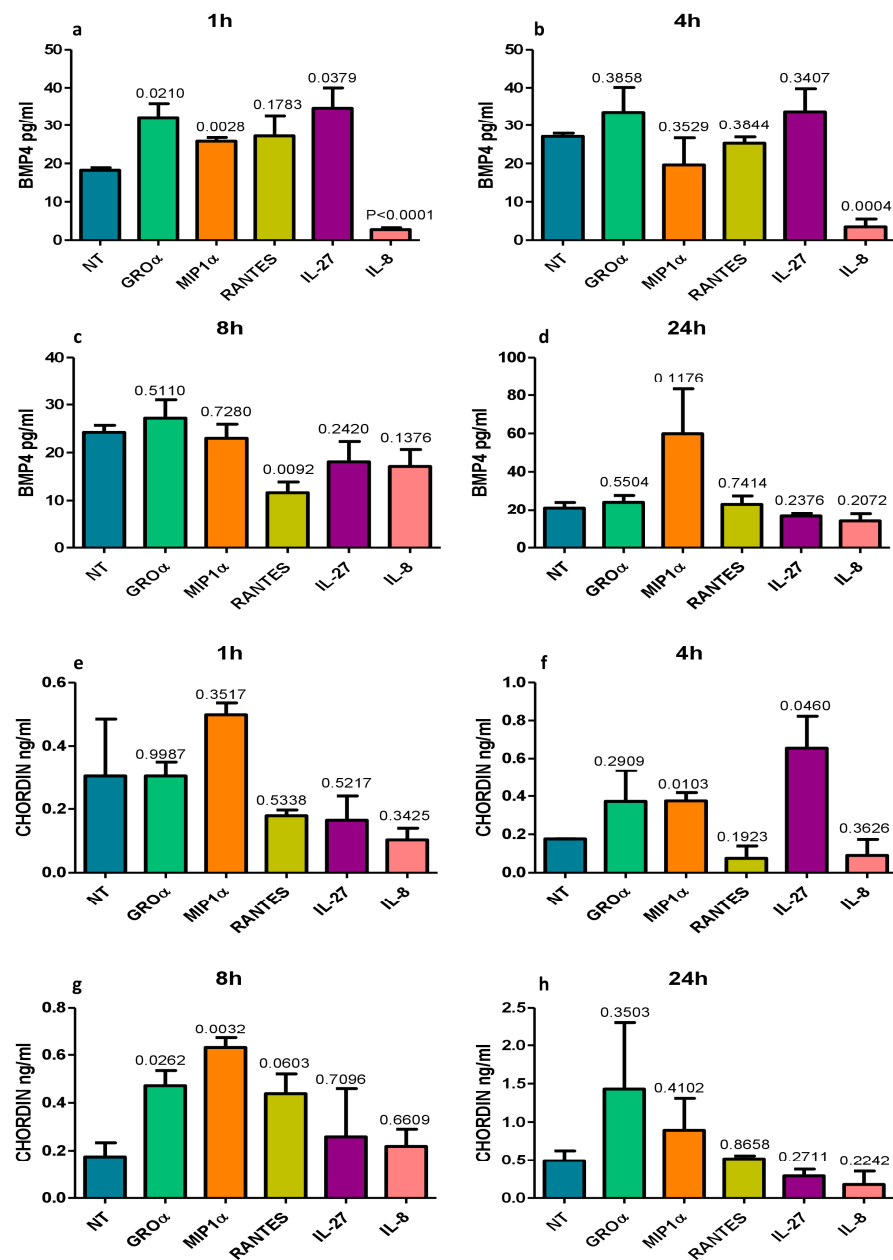 a
1h
BMP4 pg/ml
50
40
30
20
10
0
0.0210
0.0028
0.1783
0.0379
P<0.0001
NT
GROα
MIP1α
RANTES
IL-27
IL-8
b
4h
BMP4 pg/ml
50
40
30
20
10
0
0.3858
0.3529
0.3844
0.3407
0.0004
NT
GROα
MIP1α
RANTES
IL-27
IL-8
c
8h
BMP4 pg/ml
40
30
20
10
0
0.5110
0.7280
0.0092
0.2420
0.1376
NT
GROα
MIP1α
RANTES
IL-27
IL-8
d
24h
BMP4 pg/ml
100
80
60
40
20
0
0.5504
0.1176
0.7414
0.2376
0.2072
NT
GROα
MIP1α
RANTES
IL-27
IL-8
e
1h
CHORDIN ng/ml
0.6
0.4
0.2
0.0
0.9987
0.3517
0.5338
0.5217
0.3425
NT
GROα
MIP1α
RANTES
IL-27
IL-8
f
4h
CHORDIN ng/ml
1.0
0.8
0.6
0.4
0.2
0.0
0.2909
0.0103
0.1923
0.0460
0.3626
NT
GROα
MIP1α
RANTES
IL-27
IL-8
g
8h
CHORDIN ng/ml
0.8
0.6
0.4
0.2
0.0
0.0262
0.0032
0.0603
0.7096
0.6609
NT
GROα
MIP1α
RANTES
IL-27
IL-8
h
24h
CHORDIN ng/ml
2.5
2.0
1.5
1.0
0.5
0.0
0.3503
0.4102
0.8658
0.2711
0.2242
NT
GROα
MIP1α
RANTES
IL-27
IL-8